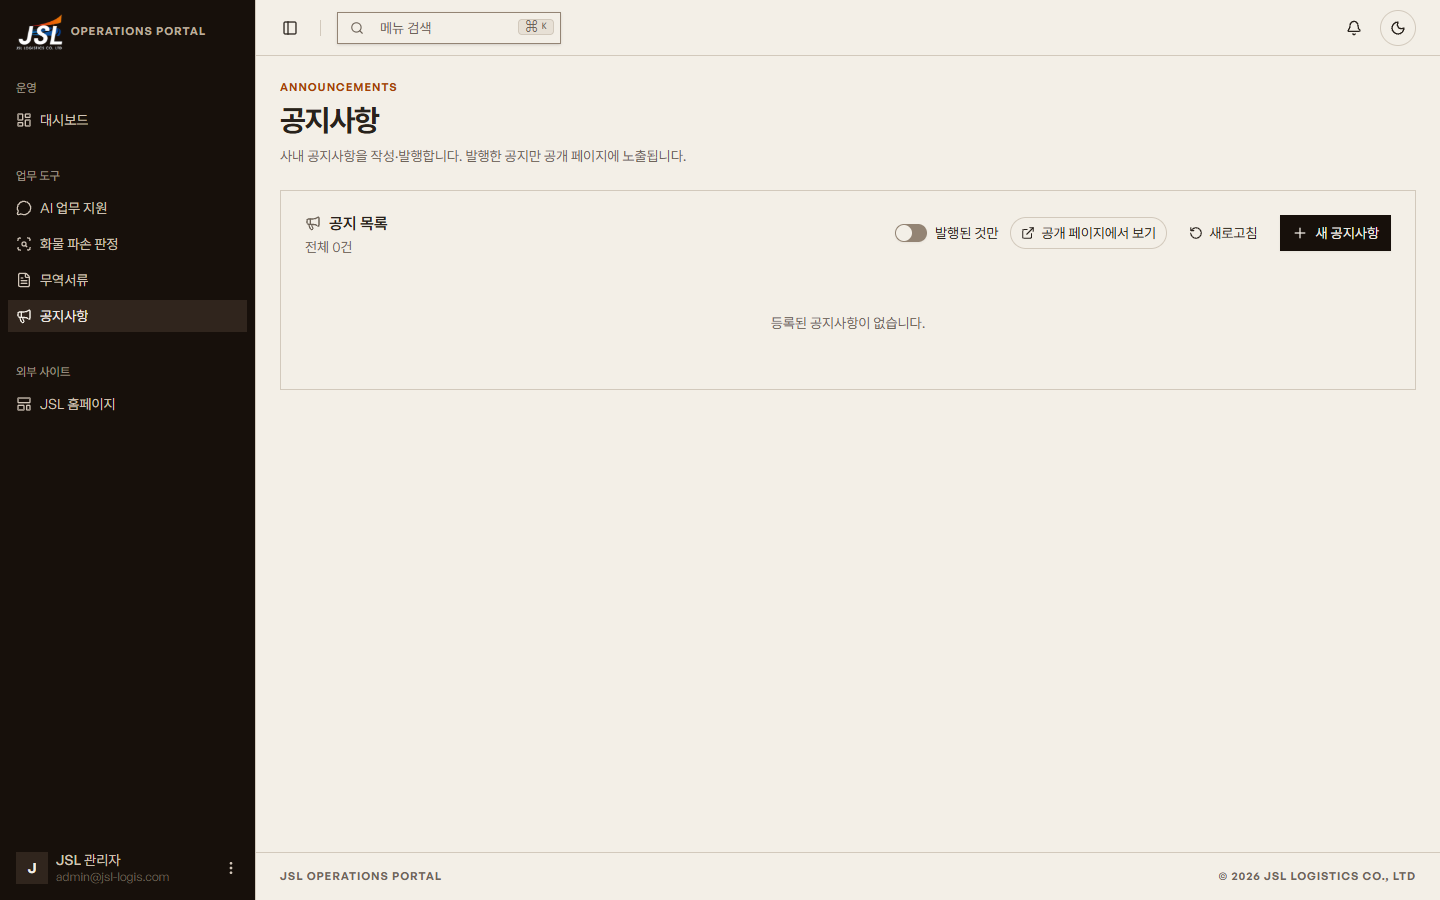 JSL
JSL LOGISTICS CO. LTD
OPERATIONS PORTAL
운영
대시보드
업무 도구
AI 업무 지원
화물 파손 판정
무역서류
공지사항
외부 사이트
JSL 홈페이지
J
JSL 관리자
admin@jsl-logis.com
메뉴 검색
⌘ K
ANNOUNCEMENTS
공지사항
사내 공지사항을 작성·발행합니다. 발행한 공지만 공개 페이지에 노출됩니다.
공지 목록
전체 0건
발행된 것만
공개 페이지에서 보기
새로고침
새 공지사항
등록된 공지사항이 없습니다.
JSL OPERATIONS PORTAL
© 2026 JSL LOGISTICS CO., LTD